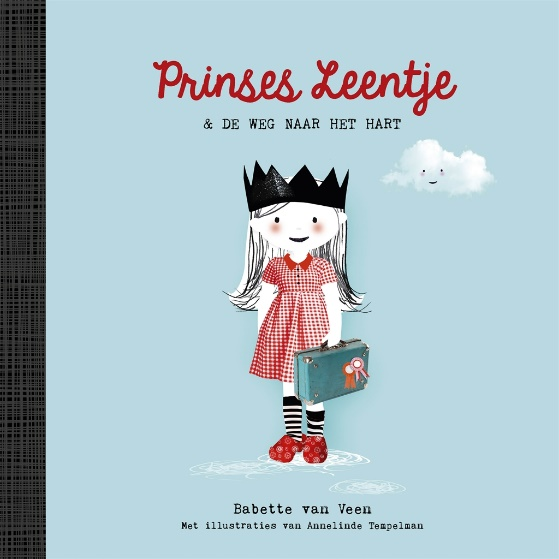 Prinses Leentje
& DE WEG NAAR HET HART
Babette van Veen
Met illustraties van Annelinde Tempelman